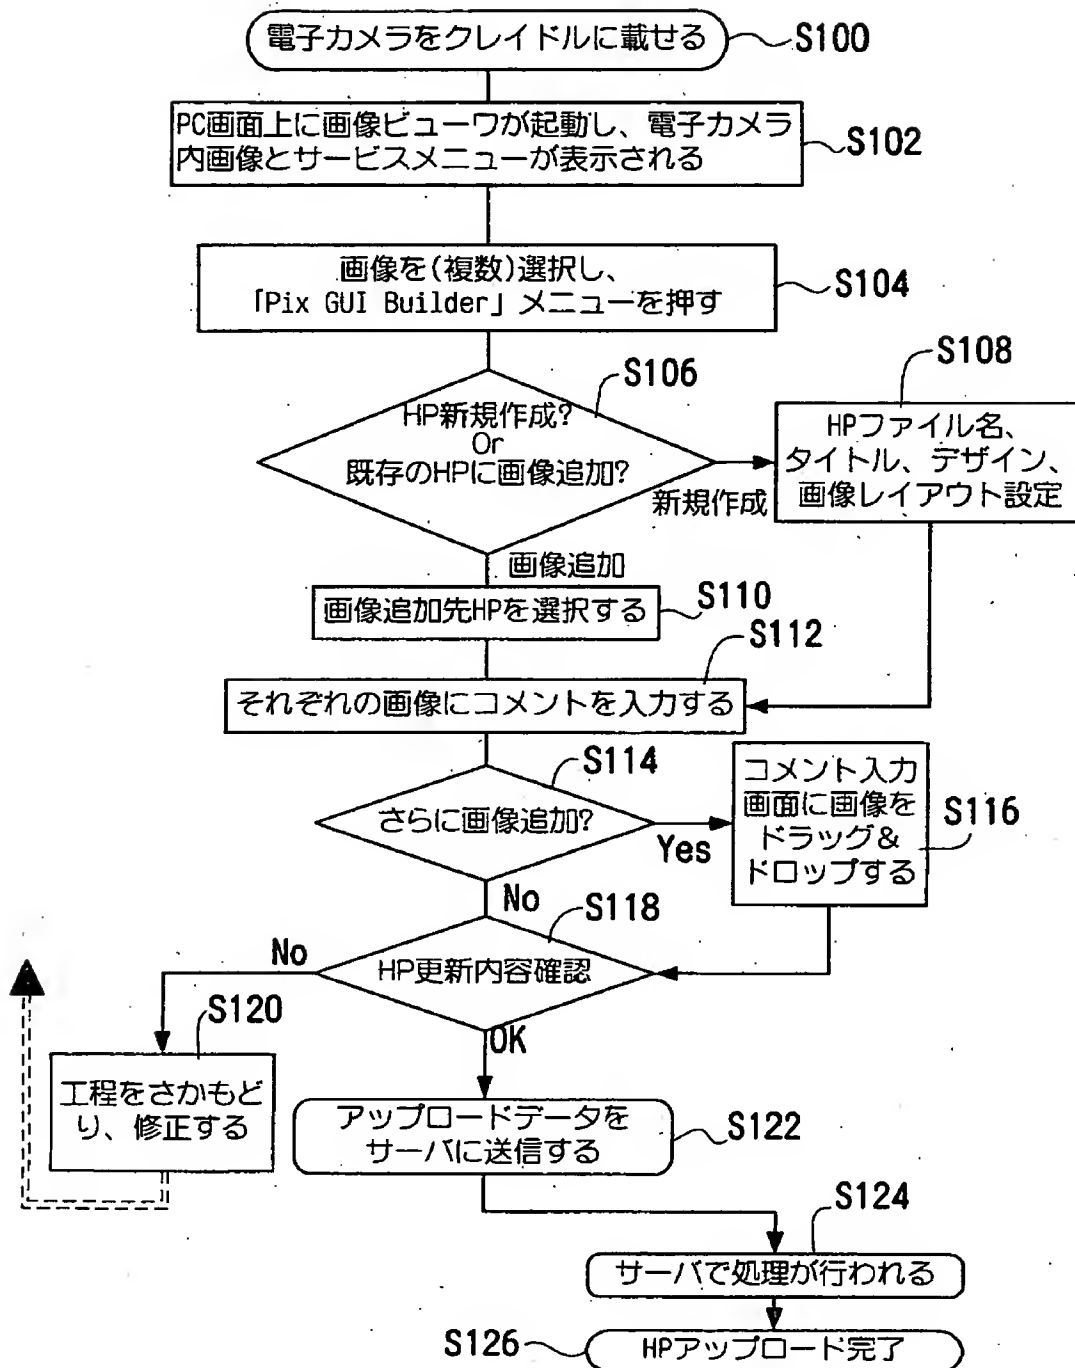 電子カメラをクレイドルに載せる
S100
PC画面上に画像ビューワが起動し、電子カメラ
内画像とサービスメニューが表示される
S102
画像を(複数)選択し、
「Pix GUI Builder」メニューを押す
S104
S106
HP新規作成?
Or
既存のHPに画像追加?
新規作成
S108
HPファイル名、
タイトル、デザイン、
画像レイアウト設定
画像追加
画像追加先HPを選択する
S110
S112
それぞれの画像にコメントを入力する
S114
さらに画像追加?
Yes
コメント入力
画面に画像を
ドラッグ&
ドロップする
S116
No
S118
HP更新内容確認
No
S120
工程をさかもど
り、修正する
OK
アップロードデータを
サーバに送信する
S122
S124
サーバで処理が行われる
S126
HPアップロード完了